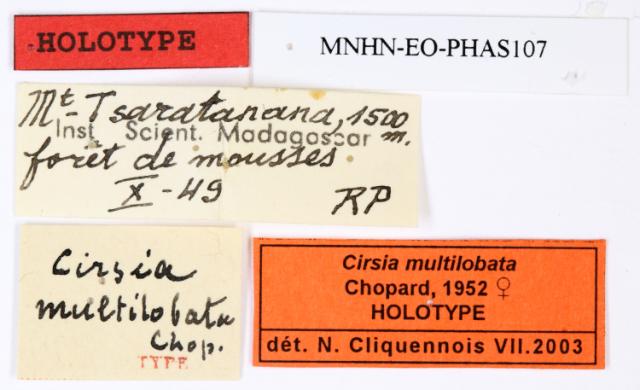 HOLOTYPE
MNHN-EO-PHAS107
Mt Tsaratanana, 1500 m.
Inst Scient. Madagascar
foret de mousses
X-49 RP
Cirsia
multilobata
Chop.
TYPE
Cirsia multilobata
Chopard, 1952 ♀
HOLOTYPE
dét. N. Cliquennois VII.2003